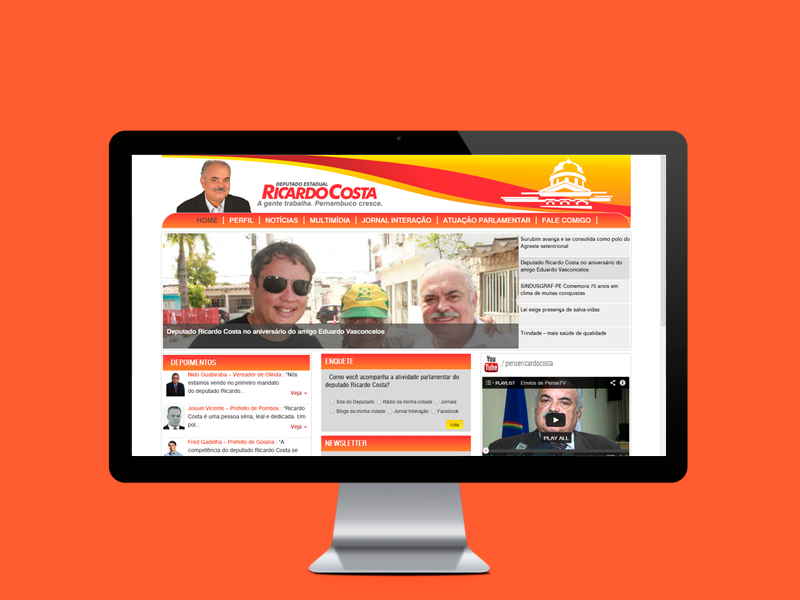 DEPUTADO ESTADUAL
RICARDO COSTA
A gente trabalha. Pernambuco cresce.
HOME | PERFIL | NOTÍCIAS | MULTIMÍDIA | JORNAL INTERAÇÃO | ATUAÇÃO PARLAMENTAR | FALE COMIGO |
Surubim avança e se consolida como polo do
Agreste setentrional
Deputado Ricardo Costa no aniversário do
amigo Eduardo Vasconcelos
SINDUSGRAF-PE Comemora 75 anos em
clima de muitas conquistas
Lei exige presença de salva-vidas
Trindade – mais saúde de qualidade
Deputado Ricardo Costa no aniversário do amigo Eduardo Vasconcelos
DEPOIMENTOS
Nido Guabiraba – Vereador de Olinda : "Nós
estamos vendo no primeiro mandato
do deputado Ricardo...
Veja
Josuel Vicente – Prefeito de Pombos : "Ricardo
Costa é uma pessoa séria, leal e dedicada. Um
pol...
Veja
Fred Gadelha – Prefeito de Goiana : "A
competência do deputado Ricardo Costa se
ENQUETE
Como você acompanha a atividade parlamentar do
deputado Ricardo Costa?
Site do Deputado Rádio da minha cidade Jornais
Blogs da minha cidade Jornal Interação Facebook
Vote
NEWSLETTER
You Tube / pensericardocosta
PLAYLIST Envios de PenseTV
PLAY ALL